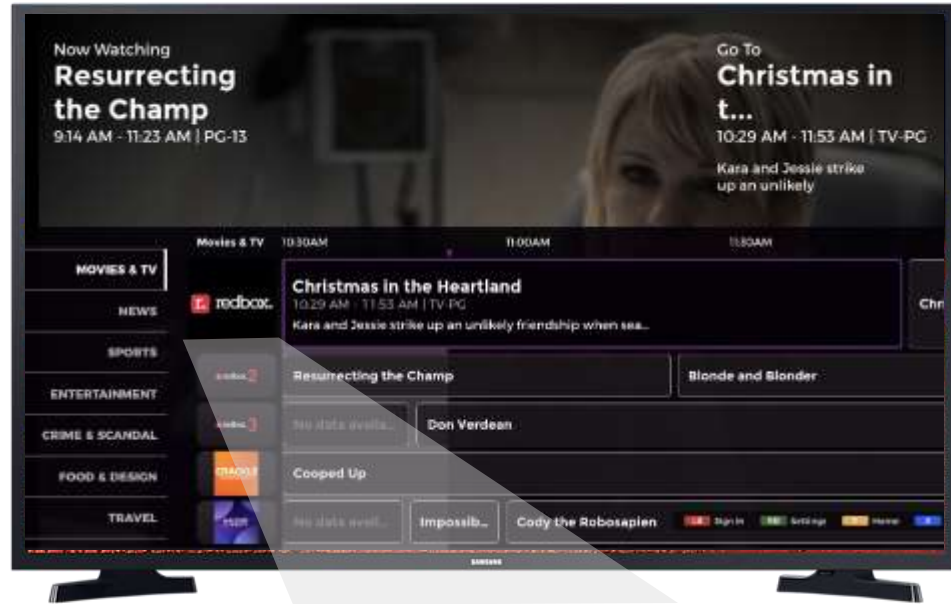 Now Watching
Resurrecting
the Champ
9:14 AM - 11:23 AM | PG-13
Go To
Christmas in
t...
10:29 AM - 11:53 AM | TV-PG
Kara and Jessie strike
up an unlikely
Movies & TV 10:30AM 11:00AM 11:30AM
MOVIES & TV
NEWS
SPORTS
ENTERTAINMENT
CRIME & SCANDAL
FOOD & DESIGN
TRAVEL
redbox.
Christmas in the Heartland
10:29 AM - 11:53 AM | TV-PG
Kara and Jessie strike up an unlikely friendship when sea...
Chr
Resurrecting the Champ Blonde and Blonder
No data availa... Don Verdean
CRACKLE Cooped Up
No data avail... Impossib... Cody the Robosapien Sign In Settings Home
SAMSUNG